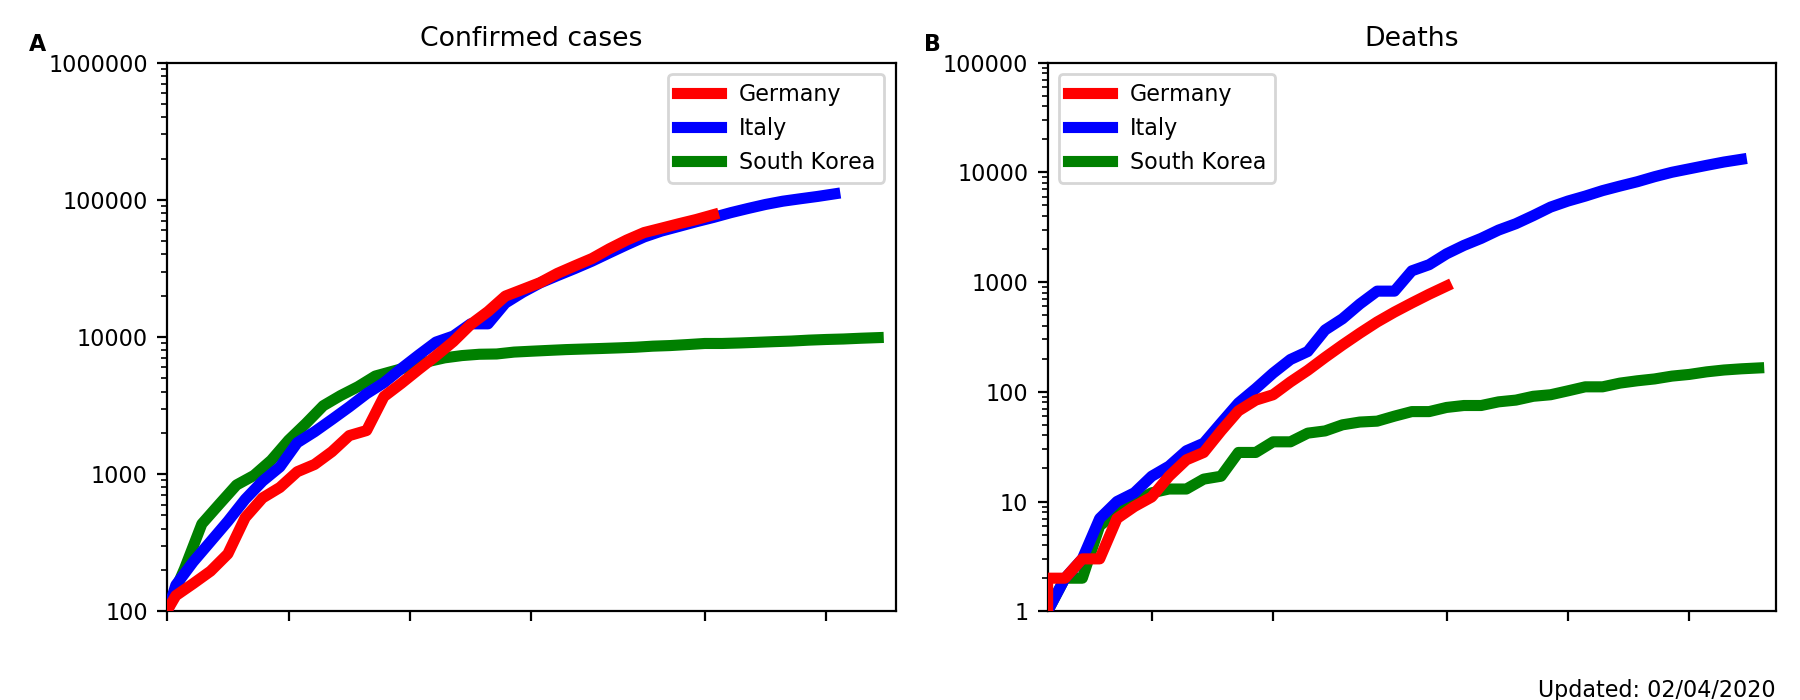 A
Confirmed cases
1000000
100000
10000
1000
100
Germany
Italy
South Korea
B
Deaths
100000
10000
1000
100
10
1
Germany
Italy
South Korea
Updated: 02/04/2020